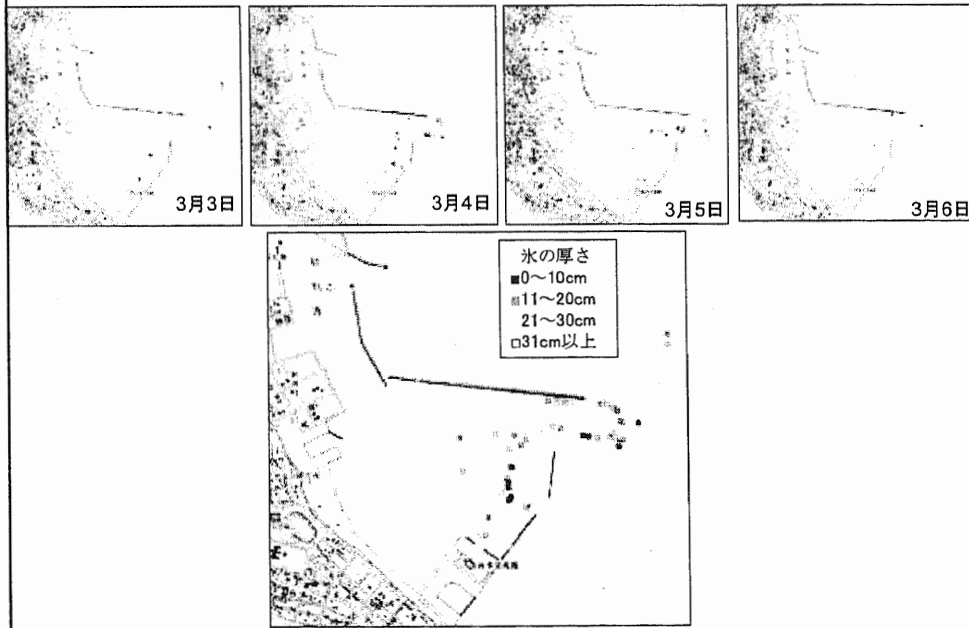 3月3日
3月4日
3月5日
3月6日
氷の厚さ
■0～10cm
▦11～20cm
21～30cm
□31cm以上